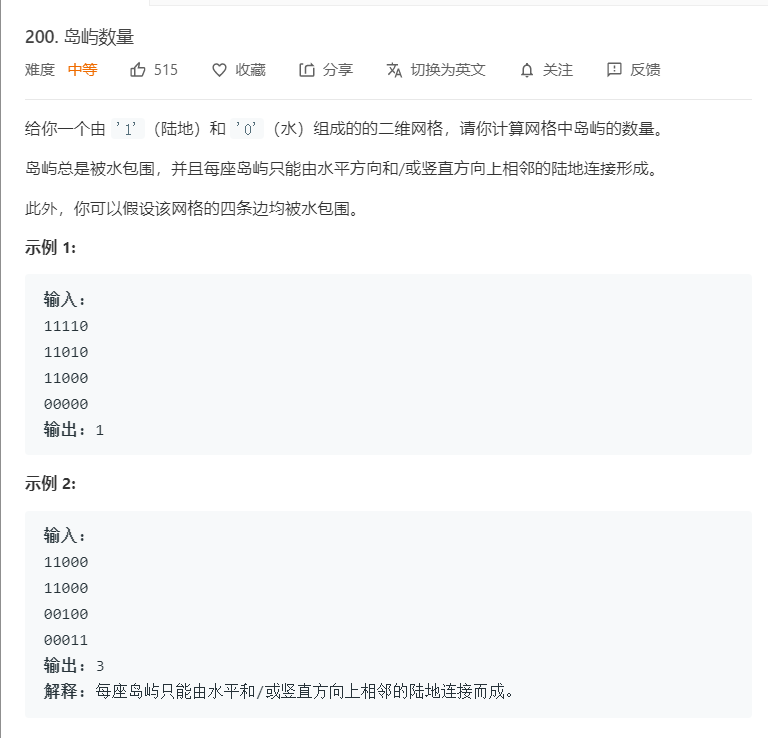 200. 岛屿数量
难度 中等 515 收藏 分享 切换为英文 关注 反馈
给你一个由 '1'（陆地）和 '0'（水）组成的的二维网格，请你计算网格中岛屿的数量。
岛屿总是被水包围，并且每座岛屿只能由水平方向和/或竖直方向上相邻的陆地连接形成。
此外，你可以假设该网格的四条边均被水包围。
示例 1:
输入:
11110
11010
11000
00000
输出: 1
示例 2:
输入:
11000
11000
00100
00011
输出: 3
解释: 每座岛屿只能由水平和/或竖直方向上相邻的陆地连接而成。